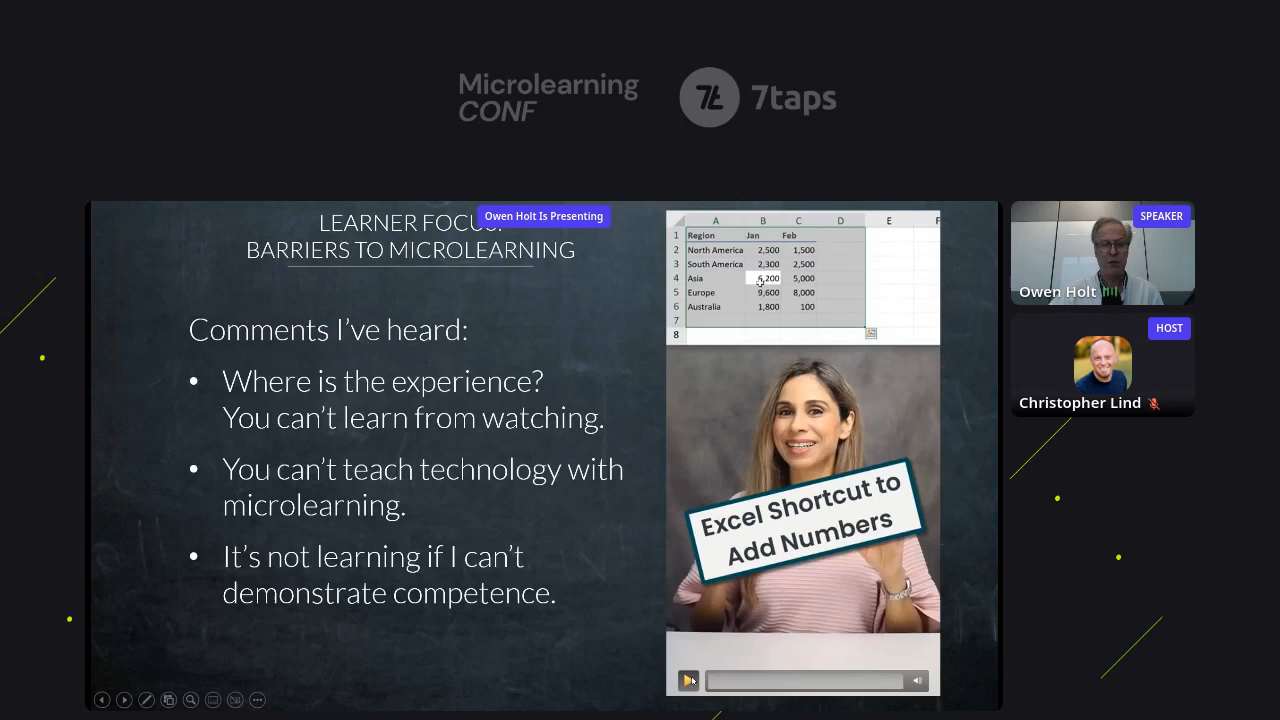 Microlearning
CONF
7taps
LEARNER FOCUS:
Owen Holt Is Presenting
BARRIERS TO MICROLEARNING
Comments I've heard:
• Where is the experience?
You can't learn from watching.
• You can't teach technology with
microlearning.
• It's not learning if I can't
demonstrate competence.
A B C D E F
1 Region Jan Feb
2 North America 2,500 1,500
3 South America 2,300 2,500
4 Asia 5,000
5 Europe 9,600 8,000
6 Australia 1,800 100
7
8
Excel Shortcut to
Add Numbers
SPEAKER
Owen Holt
HOST
Christopher Lind